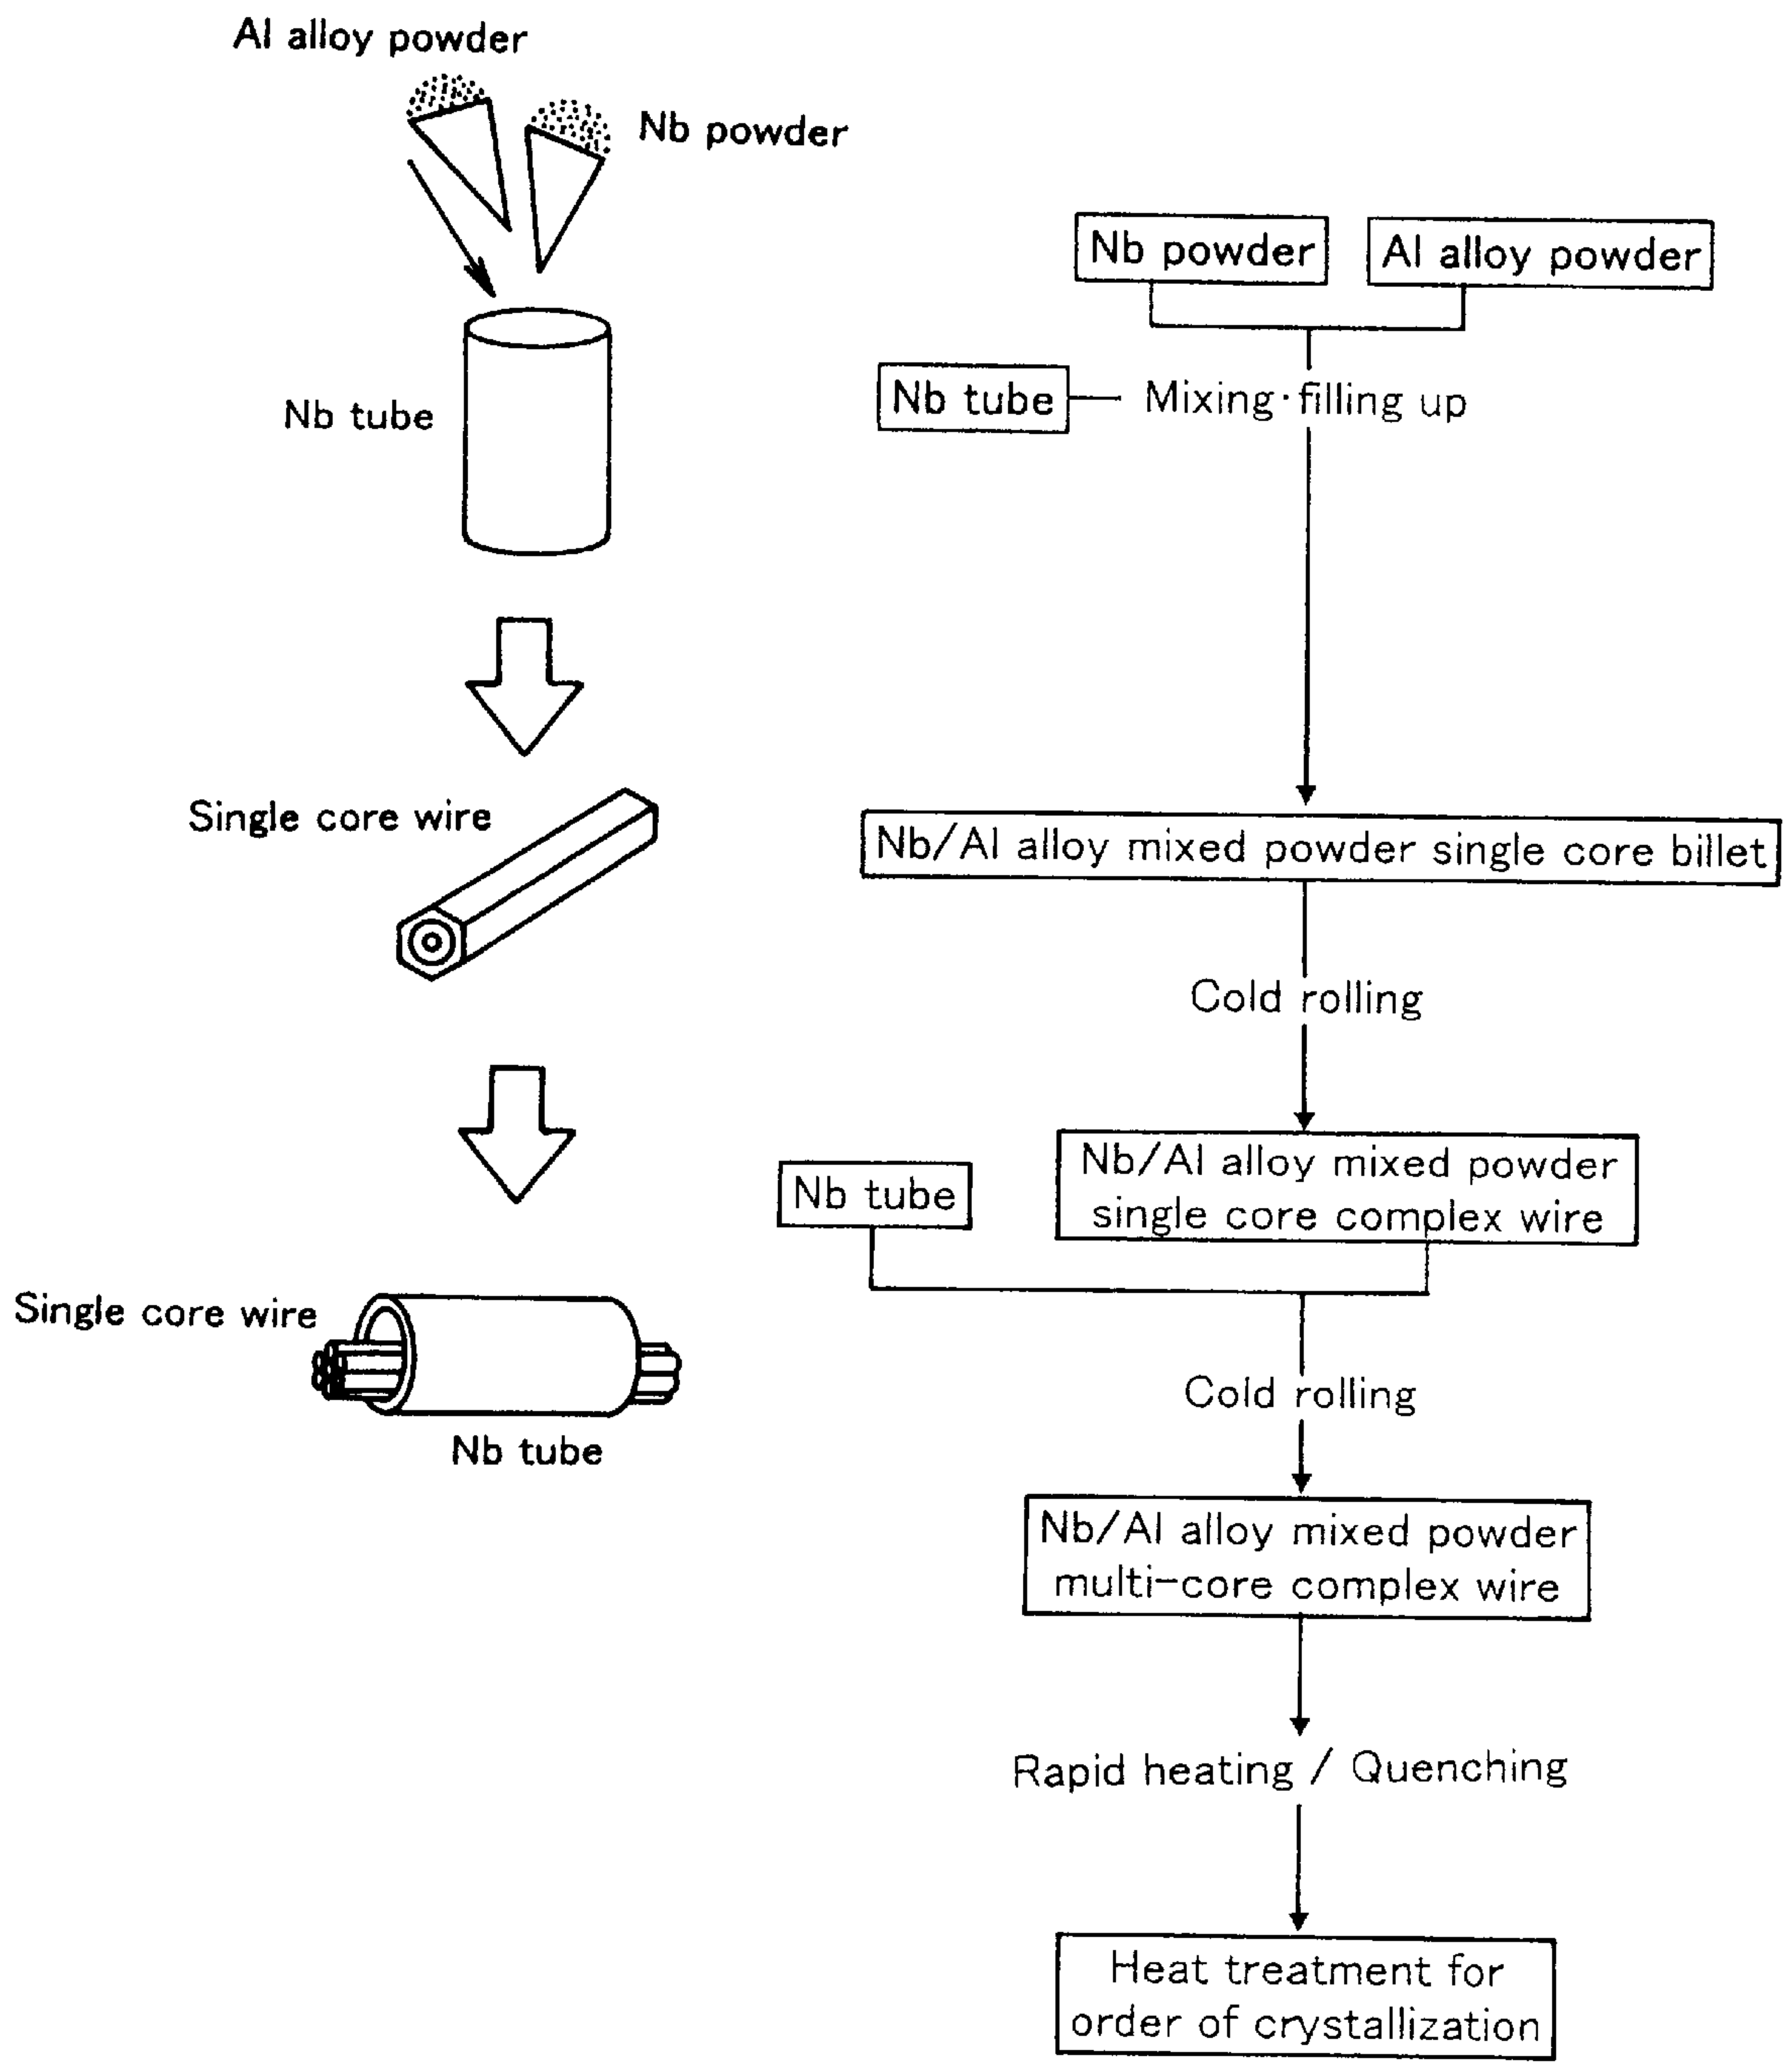 Al alloy powder
Nb powder
Nb tube
Single core wire
Single core wire
Nb tube
Nb powder
Al alloy powder
Nb tube
Mixing·filling up
Nb/Al alloy mixed powder single core billet
Cold rolling
Nb tube
Nb/Al alloy mixed powder
single core complex wire
Cold rolling
Nb/Al alloy mixed powder
multi-core complex wire
Rapid heating / Quenching
Heat treatment for
order of crystallization